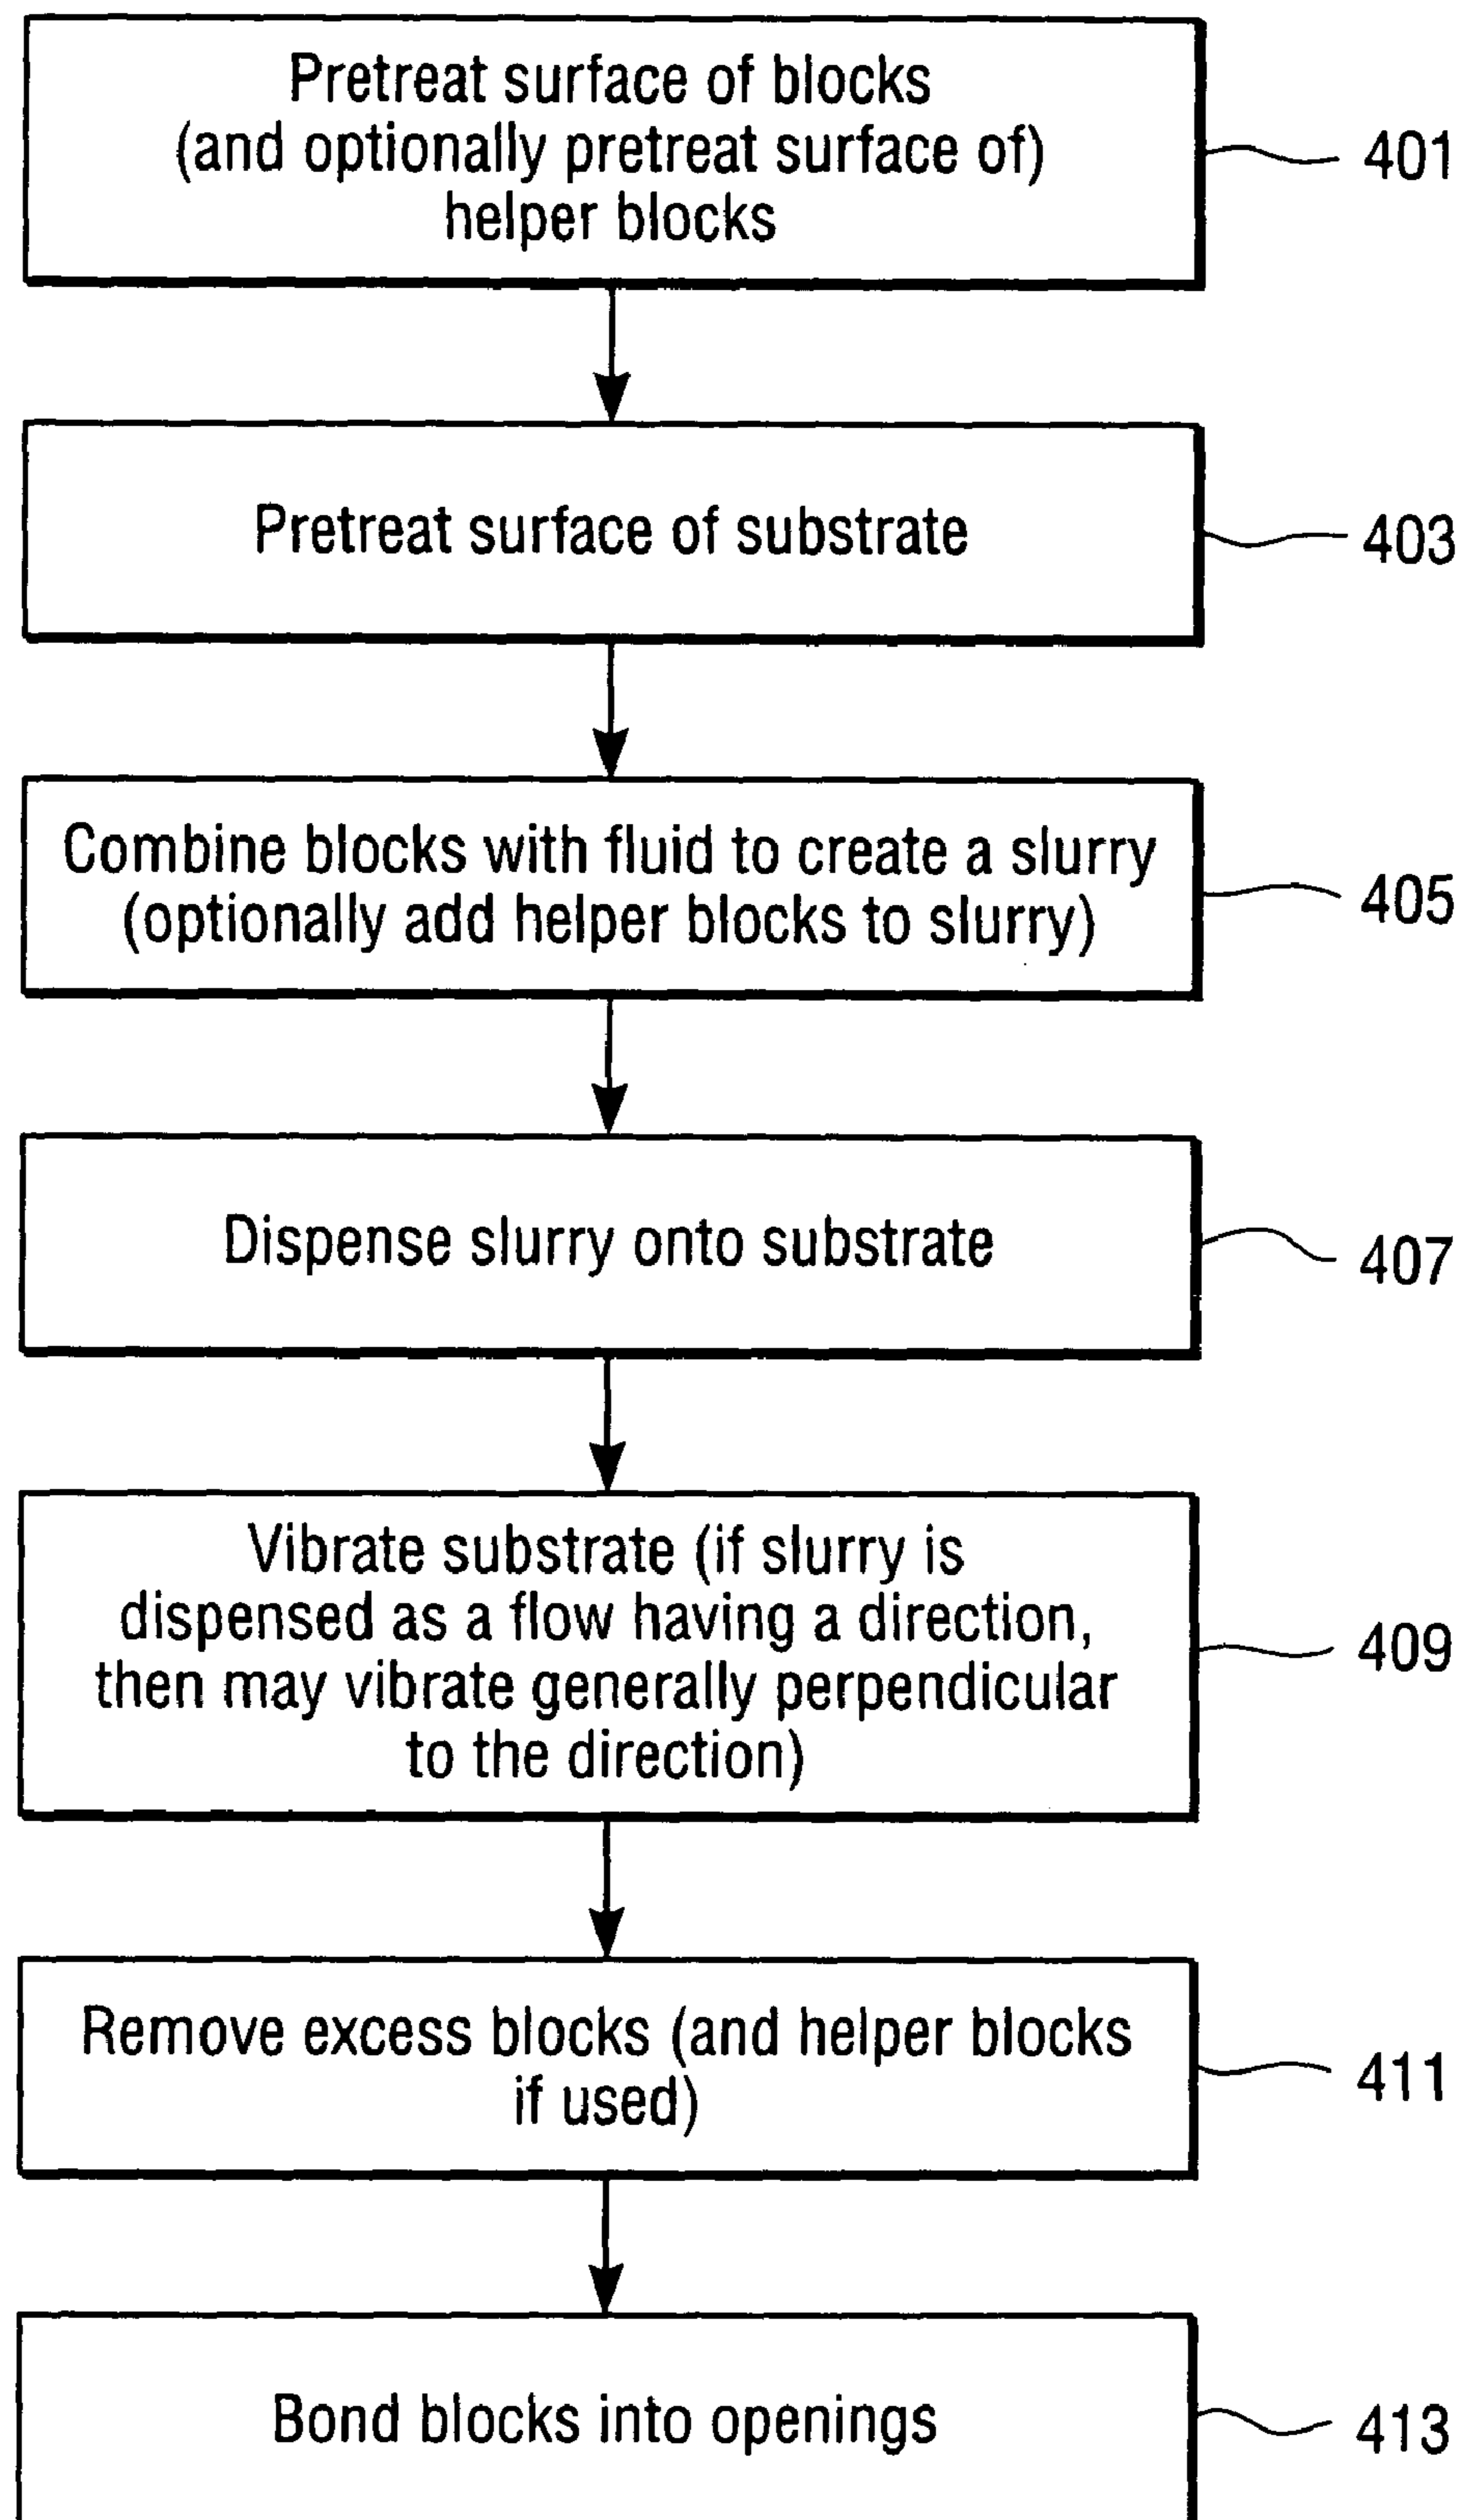 Pretreat surface of blocks
(and optionally pretreat surface of)
helper blocks
401
Pretreat surface of substrate
403
Combine blocks with fluid to create a slurry
(optionally add helper blocks to slurry)
405
Dispense slurry onto substrate
407
Vibrate substrate (if slurry is
dispensed as a flow having a direction,
then may vibrate generally perpendicular
to the direction)
409
Remove excess blocks (and helper blocks
if used)
411
Bond blocks into openings
413